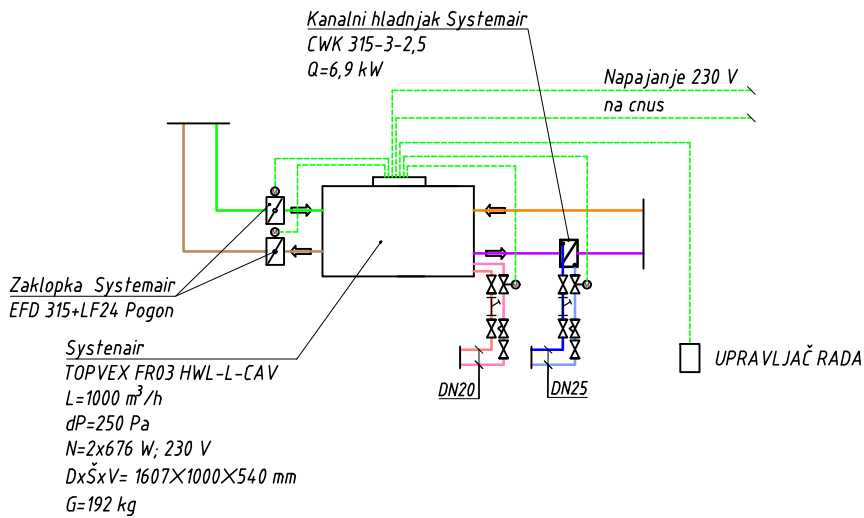 Kanalni hladnjak Systemair
CWK 315-3-2,5
Q=6,9 kW
Napajanje 230 V
na cnus
M
M
M
M
Zaklopka Systemair
EFD 315+LF24 Pogon
Systenair
TOPVEX FR03 HWL-L-CAV
L=1000 m³/h
dP=250 Pa
N=2x676 W; 230 V
DxŠxV= 1607X1000X540 mm
G=192 kg
DN20
DN25
UPRAVLJAČ RADA